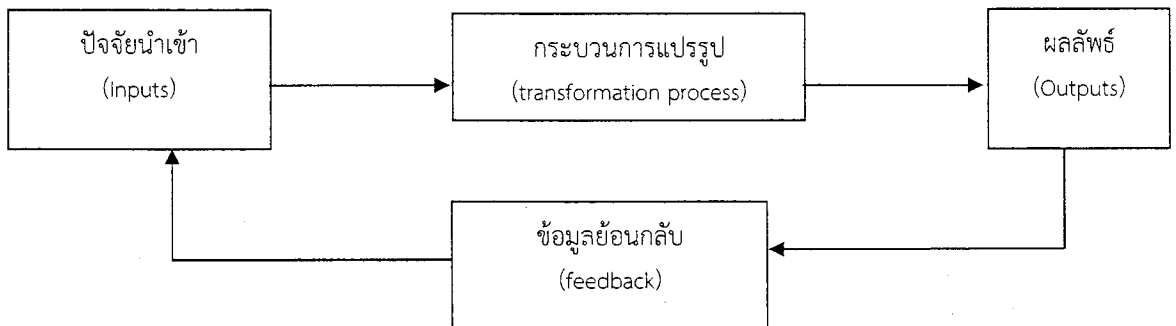 ปัจจัยนำเข้า
(Inputs)
กระบวนการแปรรูป
(transformation process)
ผลลัพธ์
(Outputs)
ข้อมูลย้อนกลับ
(feedback)